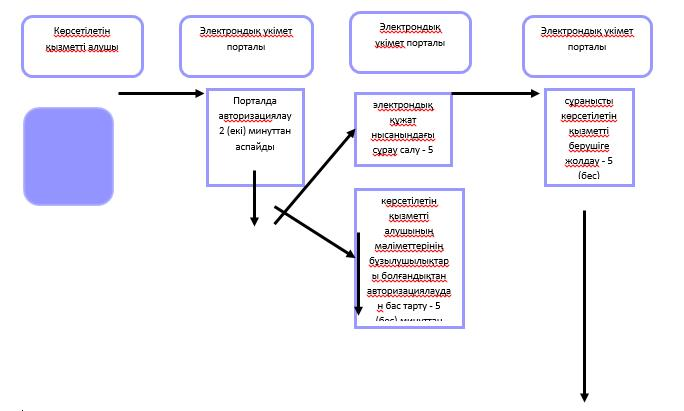 Көрсетілетін
қызметті алушы
Электрондық үкімет
порталы
Электрондық
үкімет порталы
Электрондық үкімет
порталы
Порталда
авторизациялау
2 (екі) минуттан
аспайды
электрондық
құжат
нысанындағы
сұрау салу - 5
көрсетілетін
қызметті
алушының
мәліметтерінің
бұзылушылықтар
ы болғандықтан
авторизациялауда
н бас тарту - 5
(бес) минуттан
сұранысты
көрсетілетін
қызметті
берушіге
жолдау - 5
(бес)